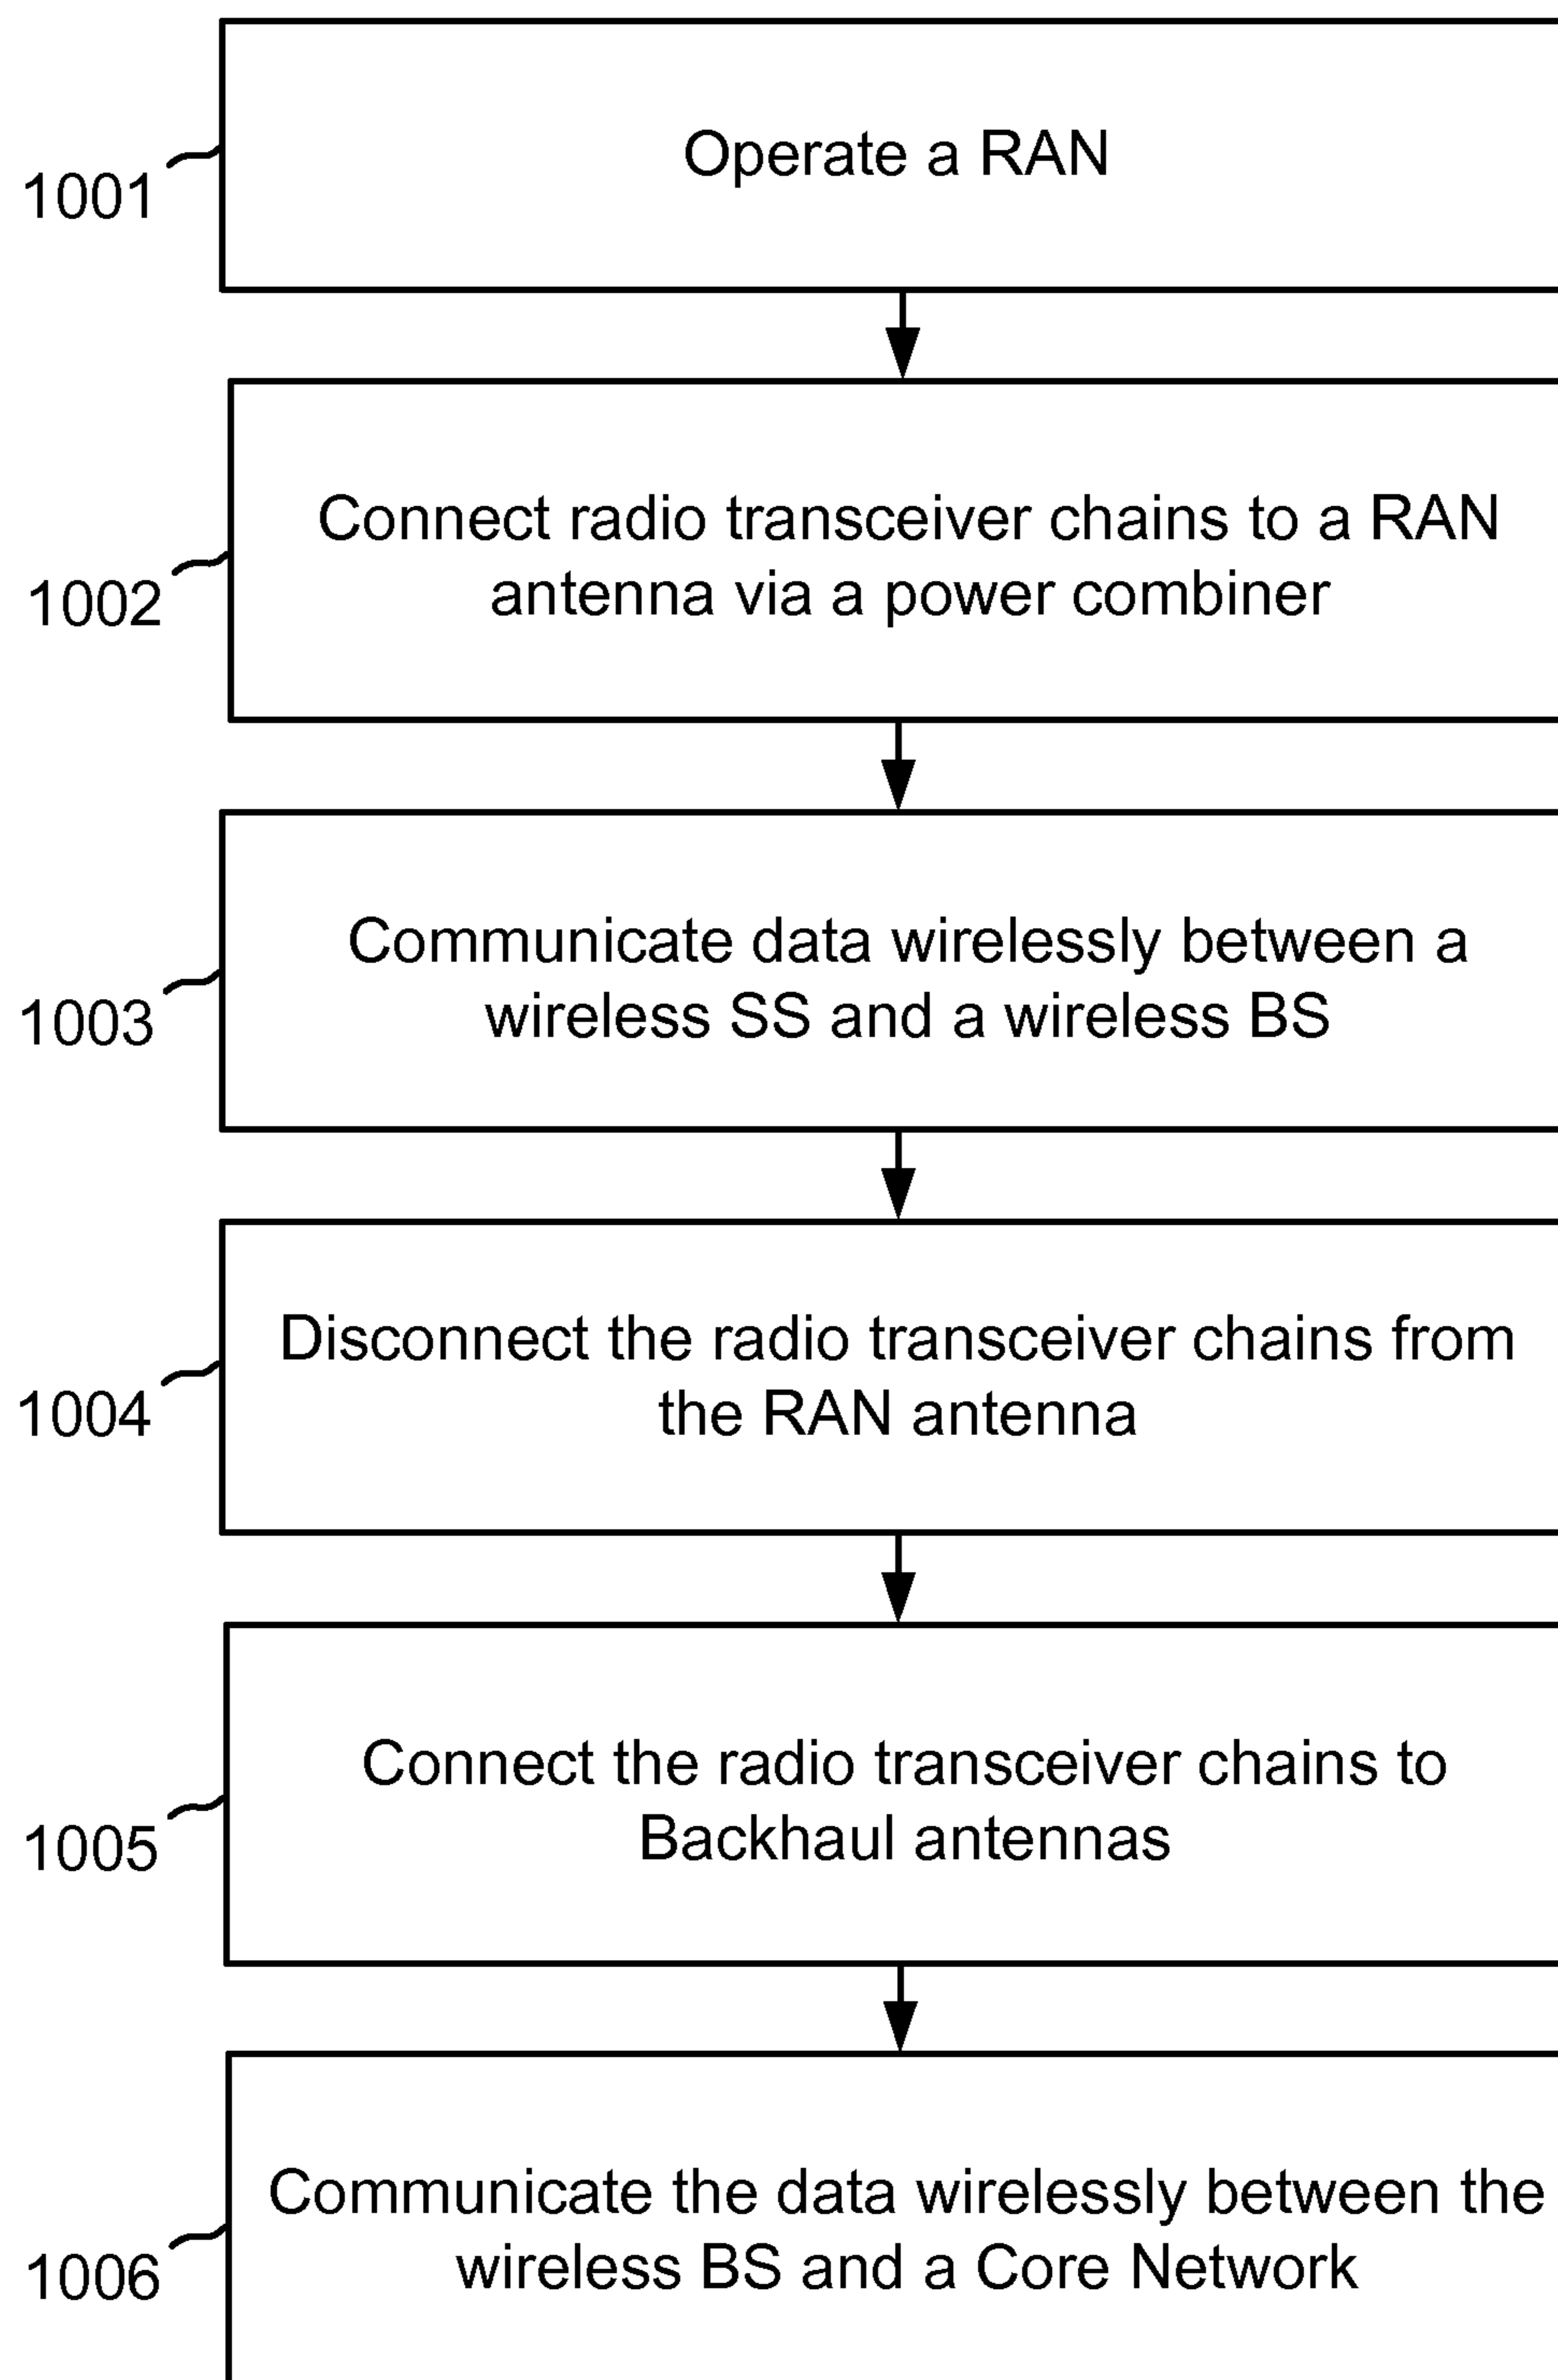 Operate a RAN
1001
Connect radio transceiver chains to a RAN
antenna via a power combiner
1002
Communicate data wirelessly between a
wireless SS and a wireless BS
1003
Disconnect the radio transceiver chains from
the RAN antenna
1004
Connect the radio transceiver chains to
Backhaul antennas
1005
Communicate the data wirelessly between the
wireless BS and a Core Network
1006